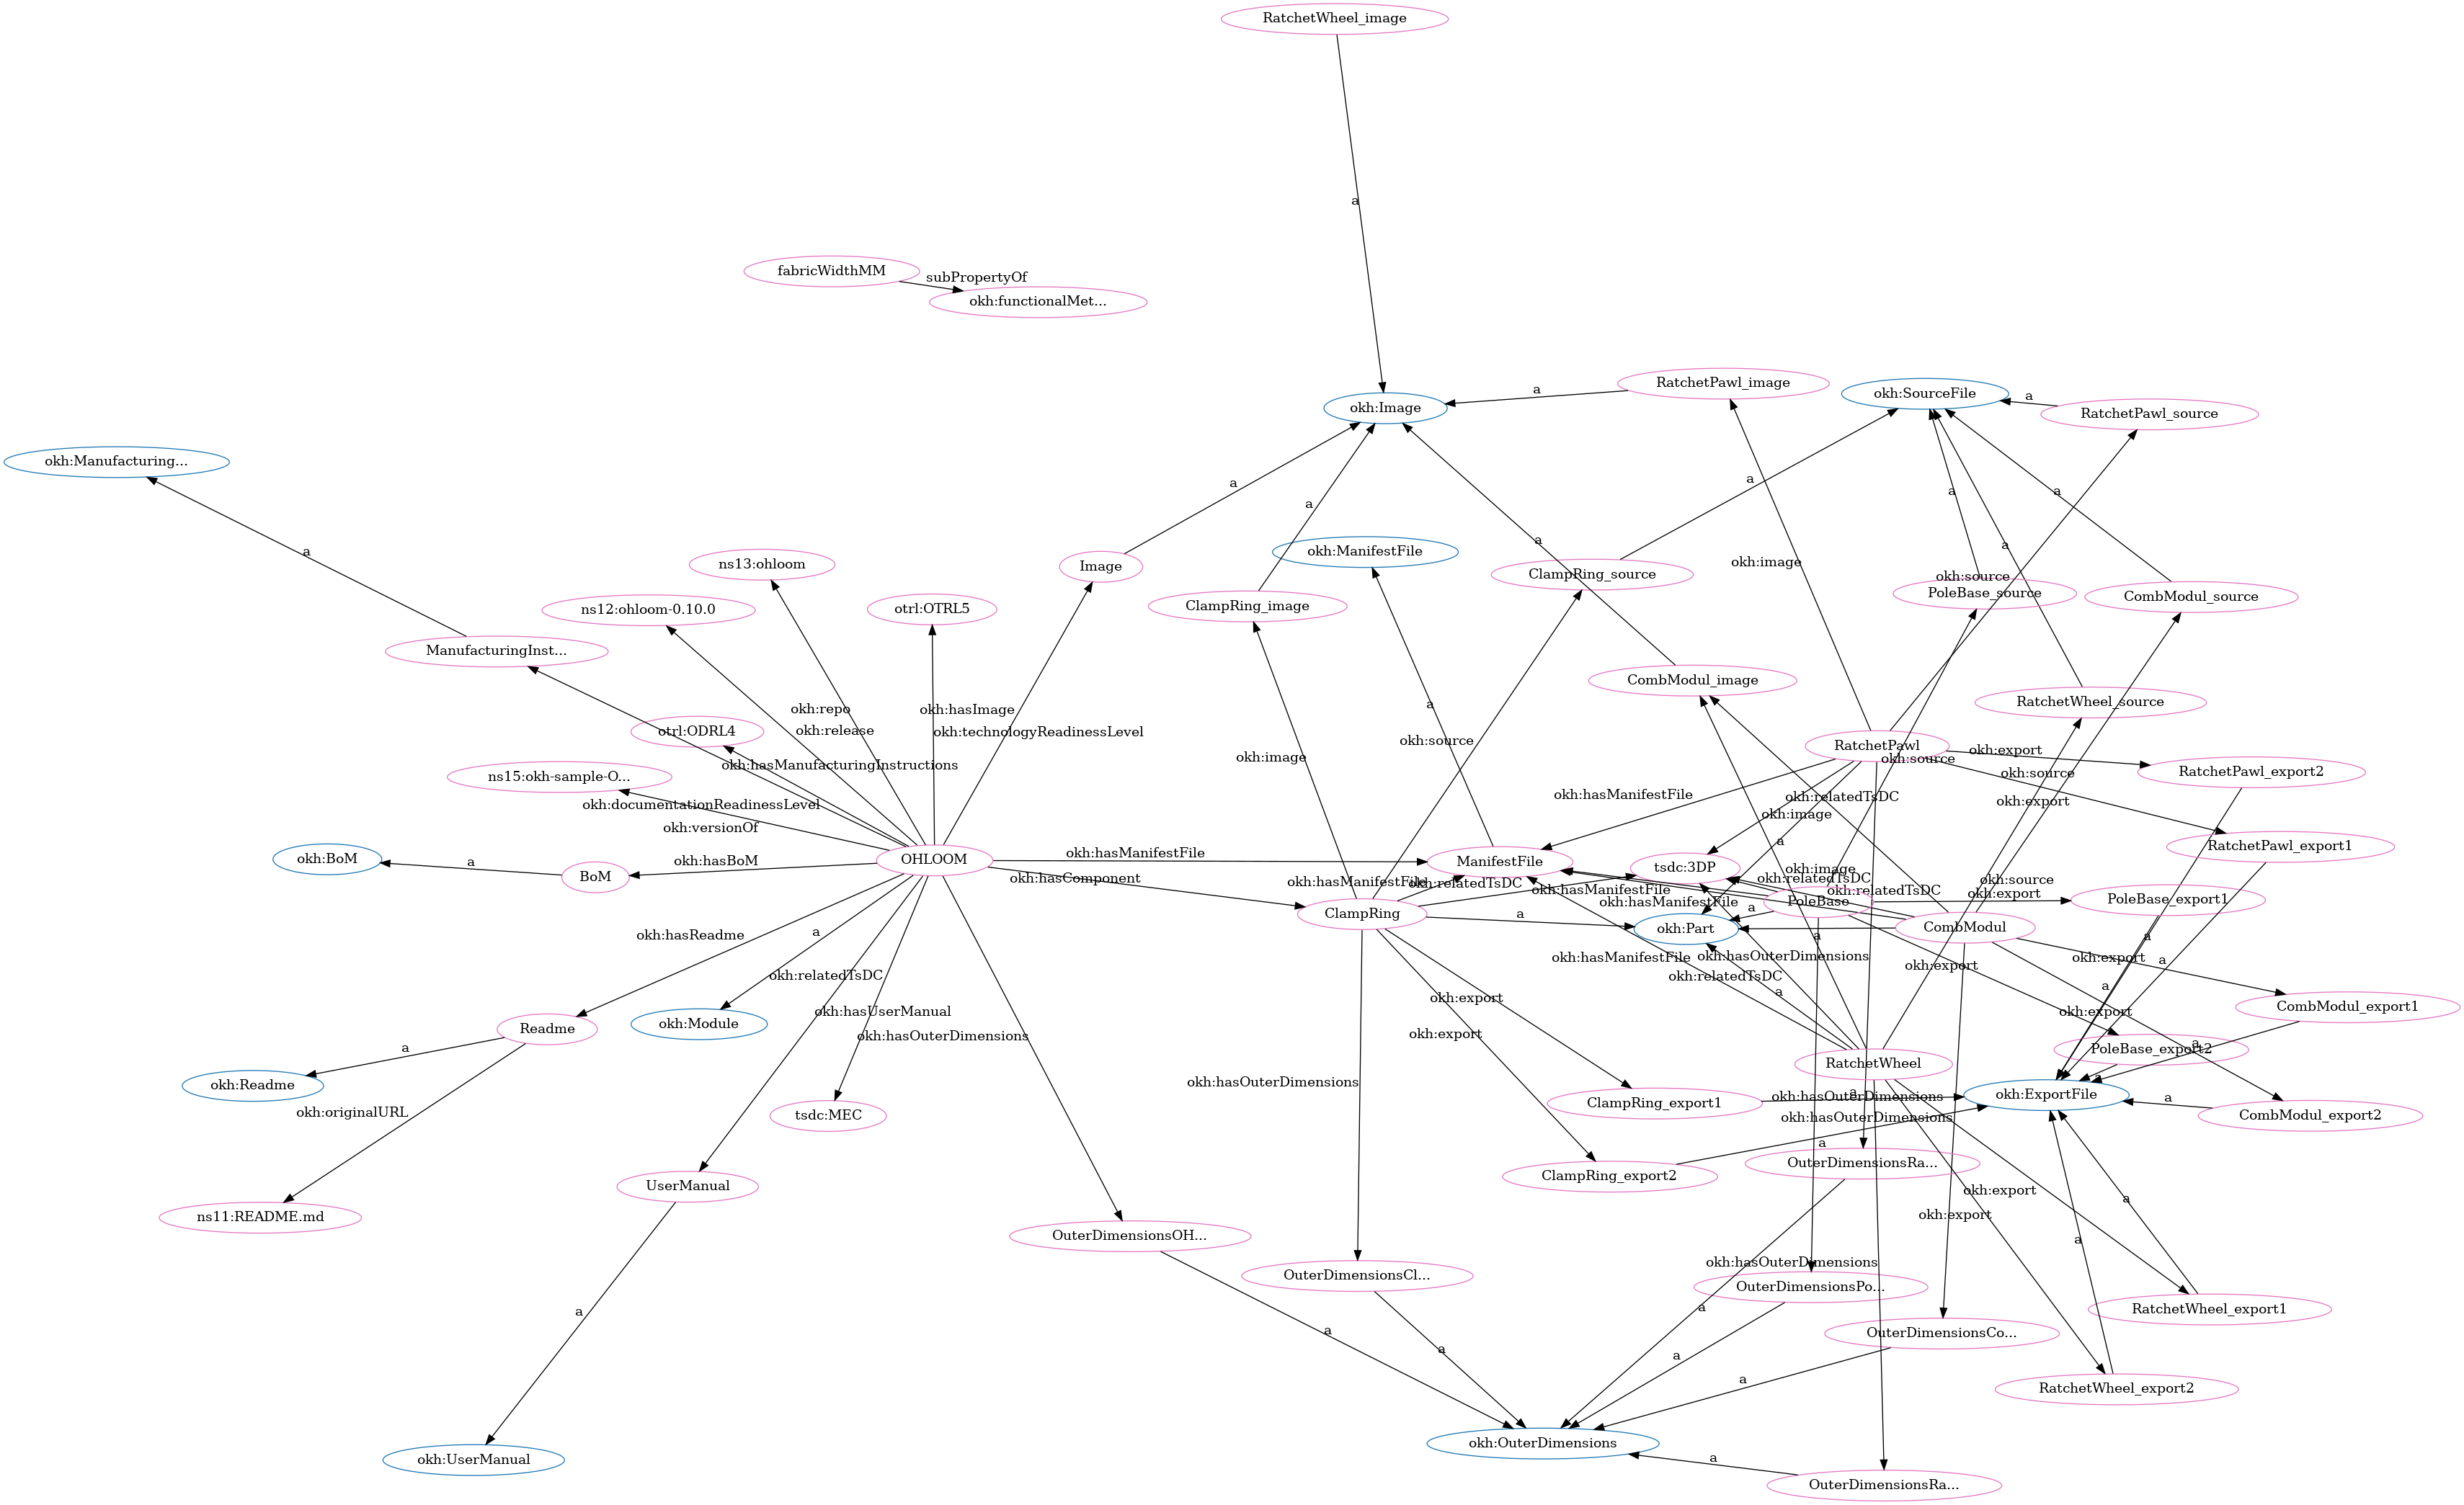 RatchetWheel_image
a
fabricWidthMM
subPropertyOf
okh:functionalMet...
RatchetPawl_image
a
okh:Image
okh:SourceFile
a
RatchetPawl_source
okh:Manufacturing...
a
a
a
a
a
a
a
a
okh:ManifestFile
ns13:ohloom
Image
okh:image
ClampRing_source
okh:source
PoleBase_source
CombModul_source
ns12:ohloom-0.10.0
otrl:OTRL5
ClampRing_image
ManufacturingInst...
CombModul_image
RatchetWheel_source
a
okh:repo
okh:hasImage
otrl:ODRL4
okh:release
okh:technologyReadinessLevel
okh:source
RatchetPawl
okh:export
okh:image
okh:source
okh:hasManufacturingInstructions
okh:source
RatchetPawl_export2
ns15:okh-sample-O...
okh:documentationReadinessLevel
okh:hasManifestFile
okh:relatedTsDC
okh:export
okh:versionOf
okh:image
a
RatchetPawl_export1
okh:BoM
a
okh:hasBoM
OHLOOM
okh:hasManifestFile
ManifestFile
tsdc:3DP
okh:image
BoM
okh:hasComponent
okh:hasManifestFile
okh:relatedTsDC
okh:hasManifestFile
okh:relatedTsDC
okh:relatedTsDC
okh:source
okh:export
okh:hasManifestFile
PoleBase
PoleBase_export1
ClampRing
a
a
a
okh:Part
CombModul
okh:hasReadme
a
a
a
okh:hasManifestFile
okh:hasOuterDimensions
okh:export
okh:export
a
okh:relatedTsDC
okh:relatedTsDC
a
a
okh:export
okh:export
CombModul_export1
okh:hasUserManual
Readme
okh:Module
okh:export
okh:hasOuterDimensions
a
PoleBase_export2
a
RatchetWheel
okh:Readme
okh:hasOuterDimensions
a
okh:ExportFile
a
okh:originalURL
tsdc:MEC
ClampRing_export1
okh:hasOuterDimensions
a
CombModul_export2
okh:hasOuterDimensions
a
OuterDimensionsRa...
ClampRing_export2
UserManual
okh:export
a
ns11:README.md
okh:export
OuterDimensionsOH...
a
okh:hasOuterDimensions
OuterDimensionsCl...
OuterDimensionsPo...
a
a
RatchetWheel_export1
a
OuterDimensionsCo...
a
a
a
RatchetWheel_export2
okh:OuterDimensions
okh:UserManual
a
OuterDimensionsRa...